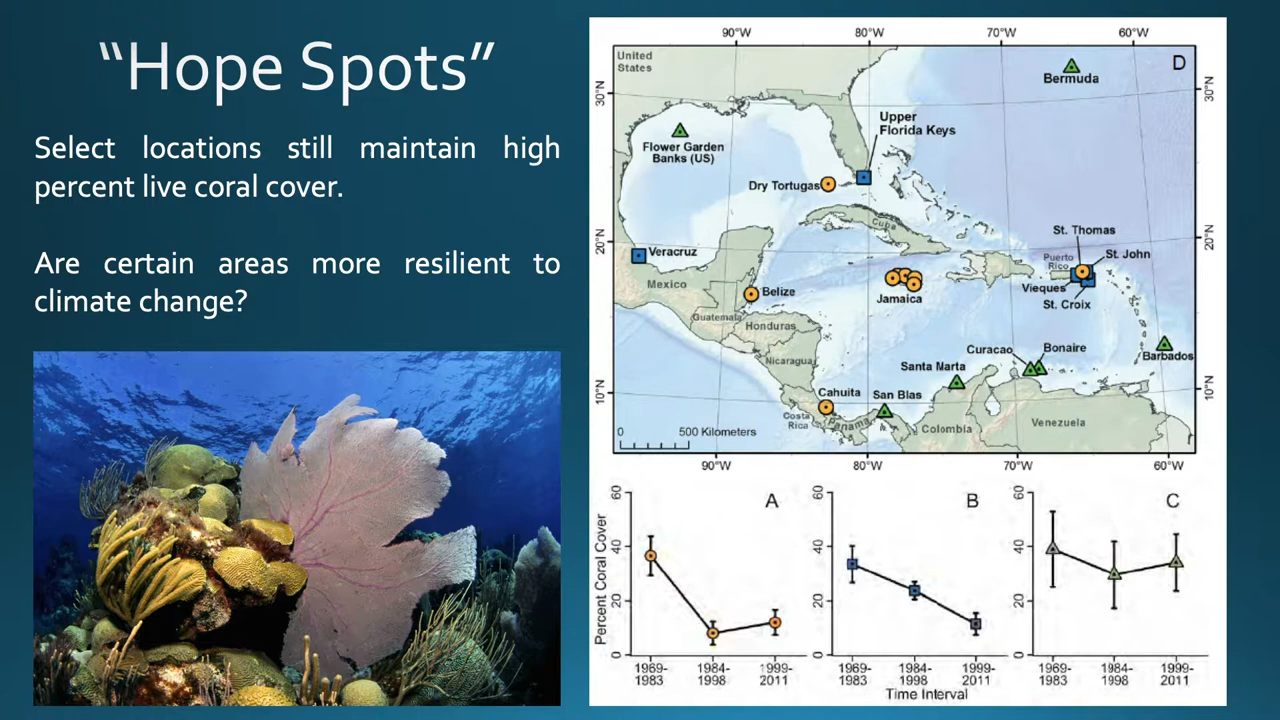 “Hope Spots”
Select locations still maintain high
percent live coral cover.
Are certain areas more resilient to
climate change?
90°W
80°W
70°W
60°W
United
States
D
Bermuda
30°N
30°N
Upper
Florida Keys
Flower Garden
Banks (US)
Dry Tortugas
Cuba
20°N
20°N
St. Thomas
Veracruz
Puerto
Rico
St. John
Mexico
Belize
Vieques
Jamaica
St. Croix
Guatemala
Honduras
Curacao
Bonaire
Barbados
Nicaragua
Santa Marta
10°N
10°N
Cahuita
San Blas
Costa
Rica
Panama
Colombia
Venezuela
0
500 Kilometers
90°W
80°W
70°W
60°W
Percent Coral Cover
60
40
20
0
A
1969-
1983
1984-
1998
1999-
2011
60
40
20
0
B
1969-
1983
1984-
1998
1999-
2011
60
40
20
0
C
1969-
1983
1984-
1998
1999-
2011
Time Interval